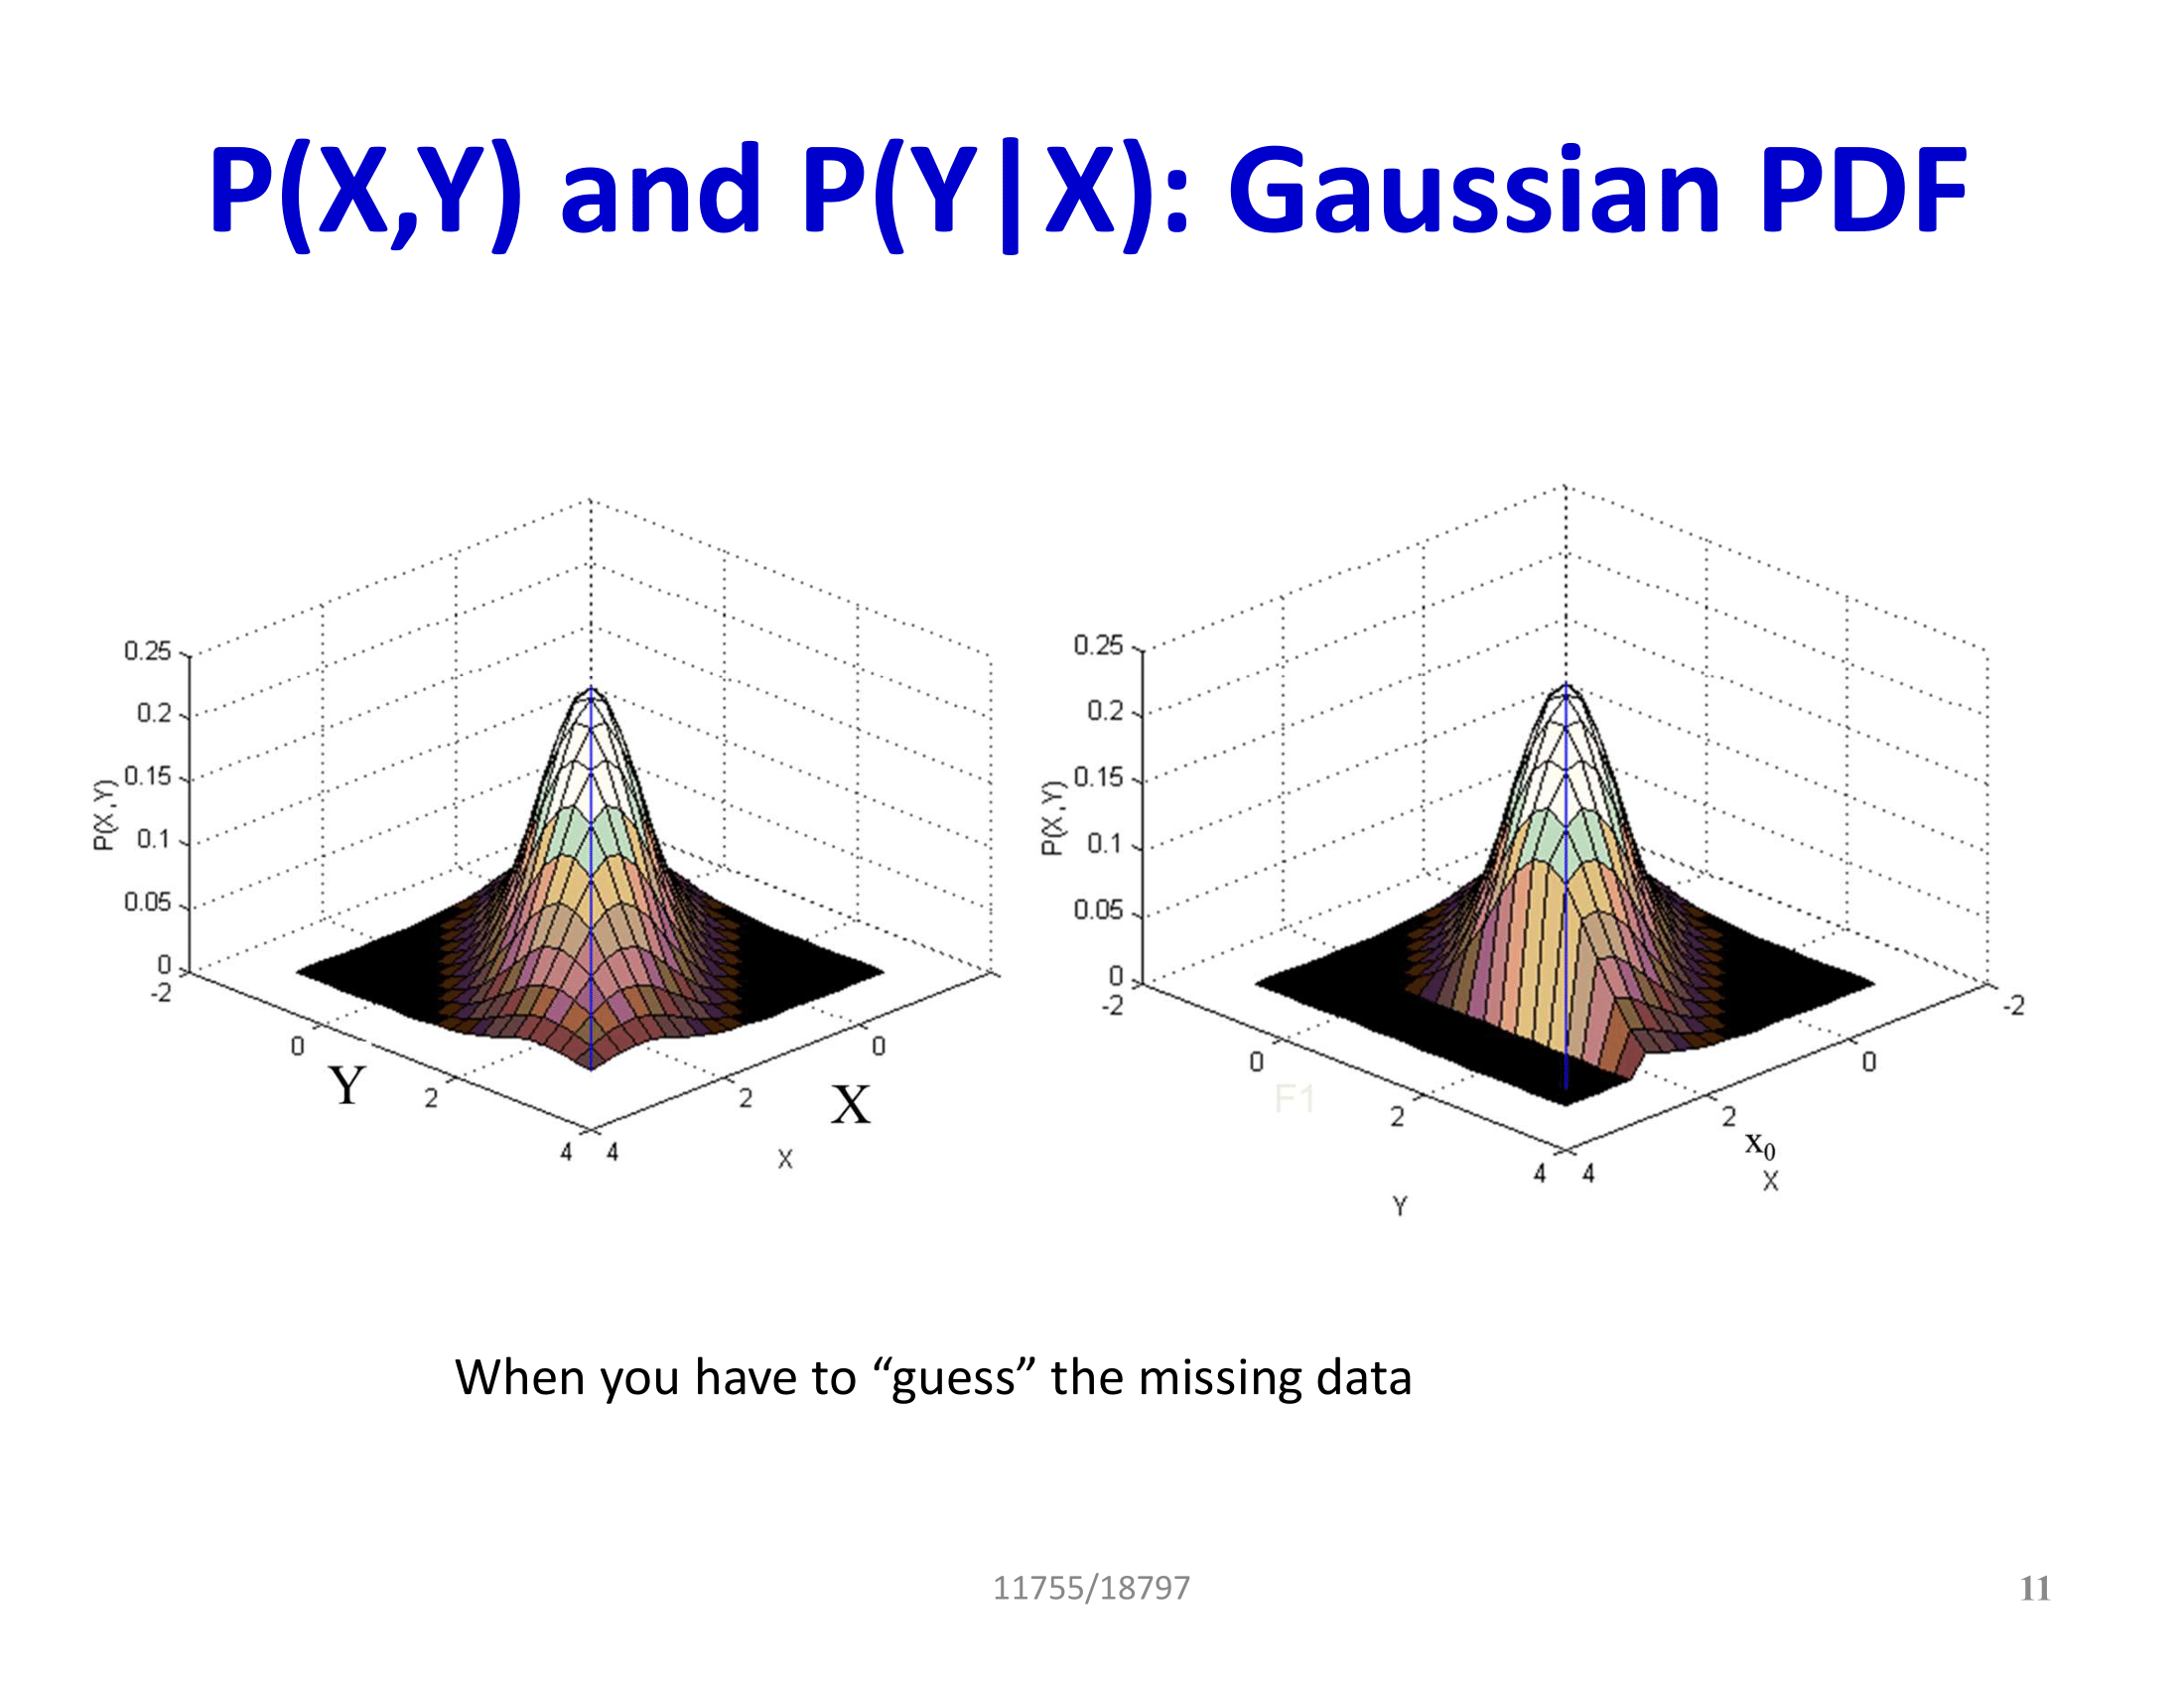 P(X,Y) and P(Y|X): Gaussian PDF
0.25
0.2
0.15
0.1
0.05
0
-2
0
2
4
4
2
0
P(X,Y)
Y
X
X
0.25
0.2
0.15
0.1
0.05
0
-2
0
2
4
4
2
0
-2
P(X,Y)
F1
Y
x₀
X
When you have to “guess” the missing data
11755/18797
11